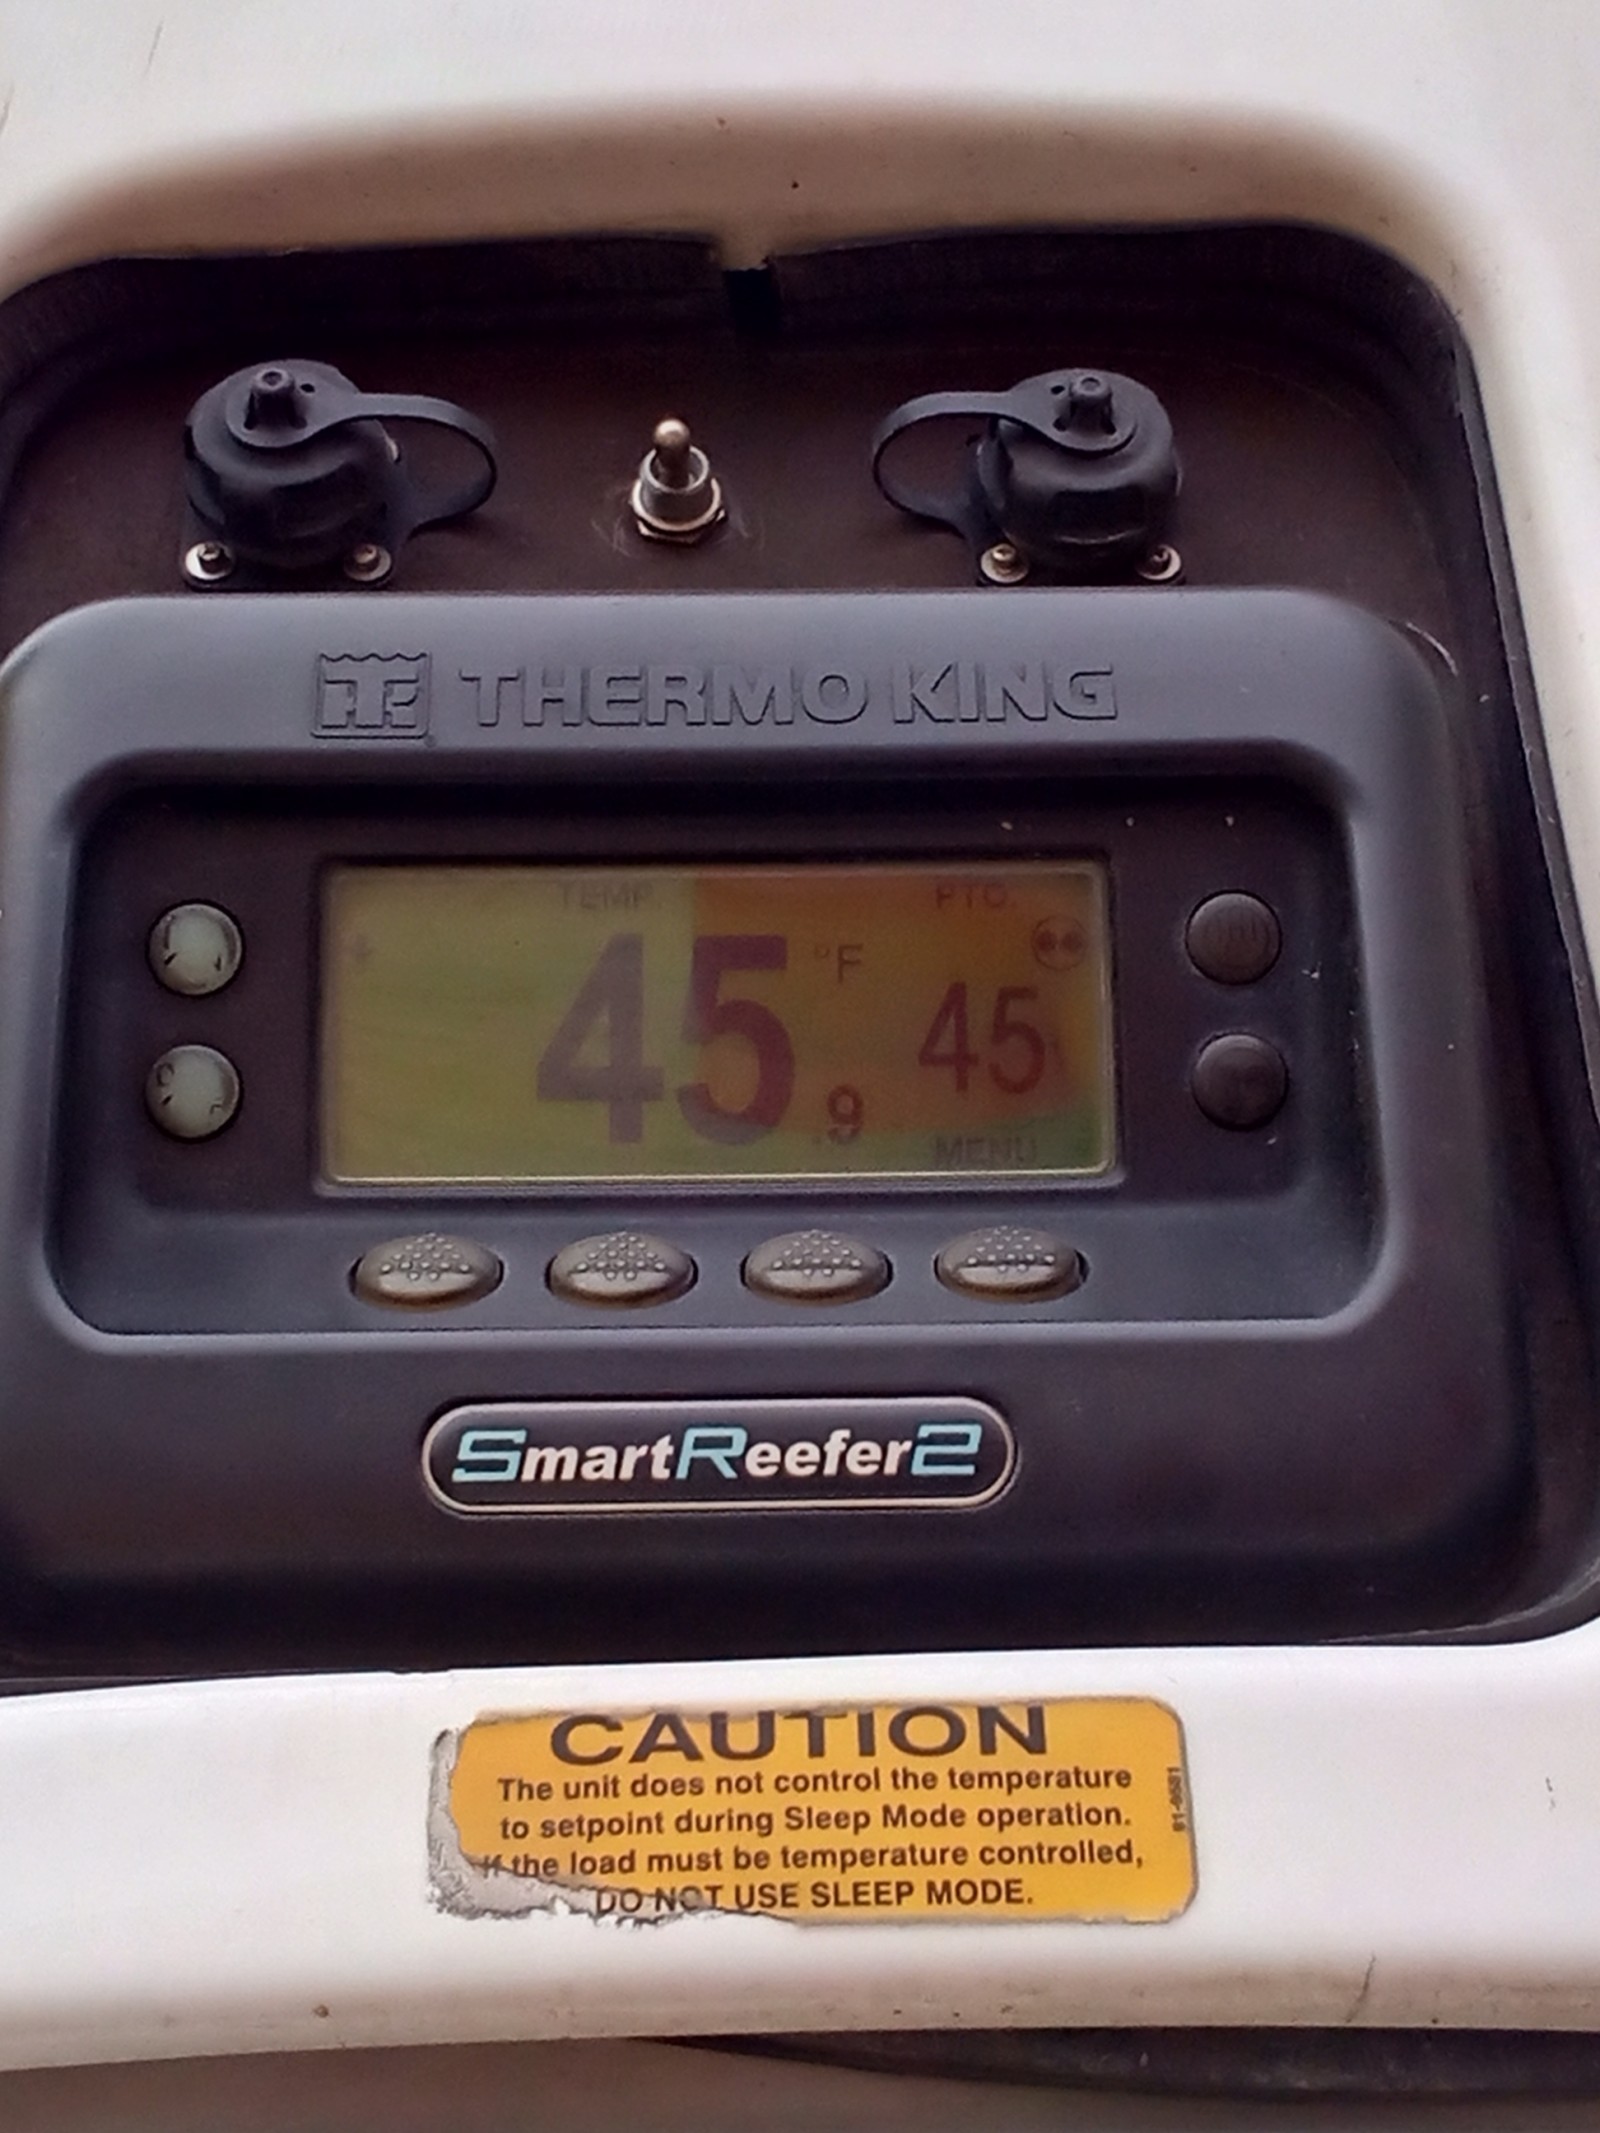 THERMO KING
TEMP. PTC.
45.9 °F 45
MENU
SmartReefer2
CAUTION
The unit does not control the temperature
to setpoint during Sleep Mode operation.
If the load must be temperature controlled,
DO NOT USE SLEEP MODE.